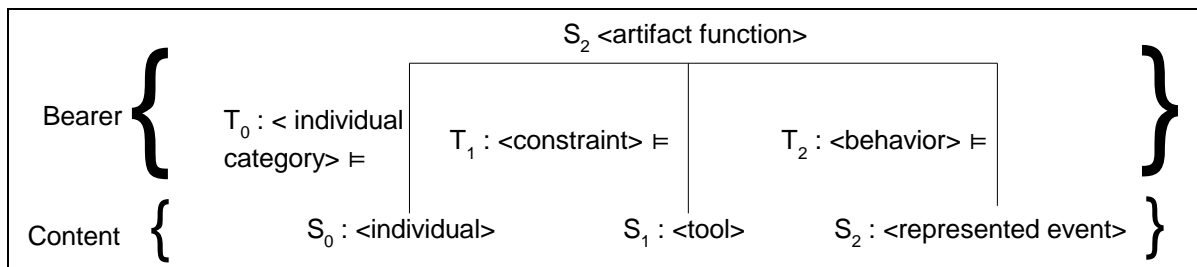 S₂ <artifact function>
Bearer
T₀ : < individual
category> ⊨
T₁ : <constraint> ⊨
T₂ : <behavior> ⊨
Content
S₀ : <individual>
S₁ : <tool>
S₂ : <represented event>